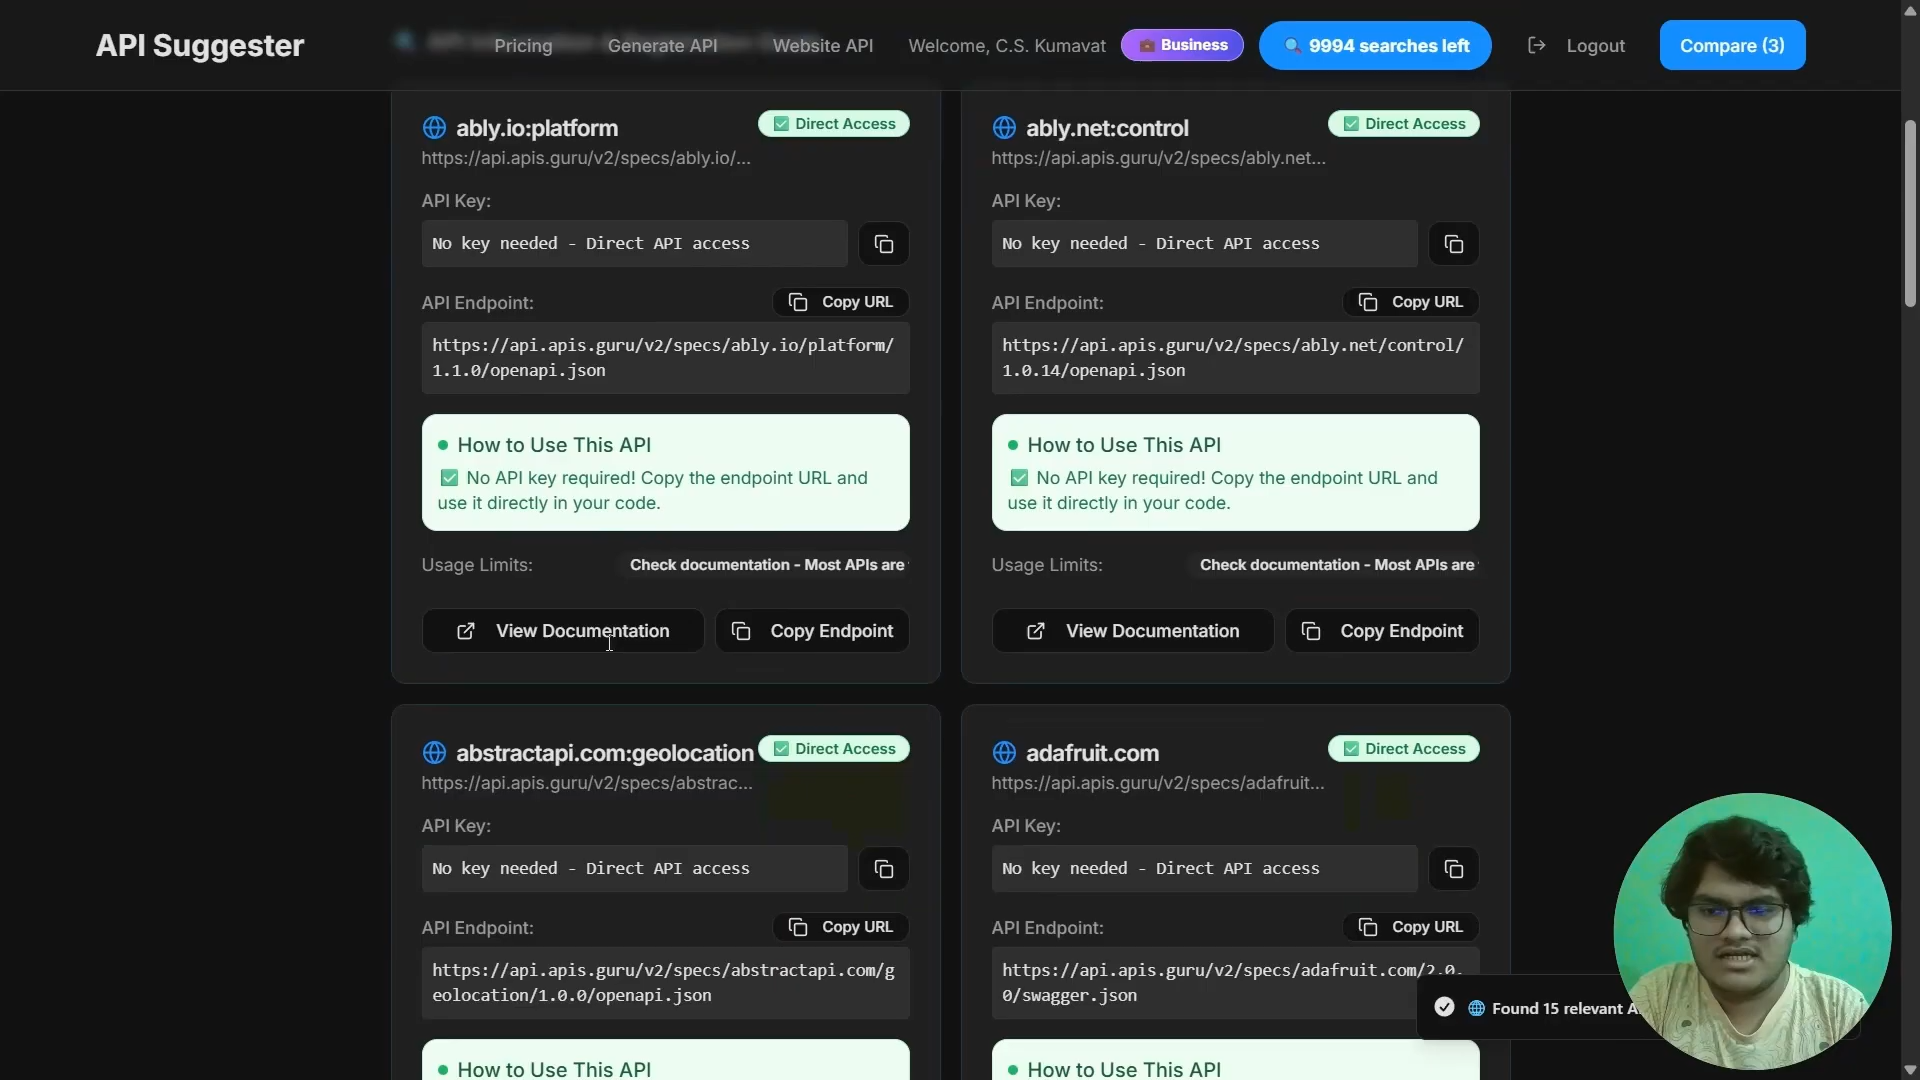 API Suggester
Pricing
Generate API
Website API
Welcome, C.S. Kumavat
Business
9994 searches left
Logout
Compare (3)
ably.io:platform
Direct Access
https://api.apis.guru/v2/specs/ably.io/...
API Key:
No key needed - Direct API access
API Endpoint:
Copy URL
https://api.apis.guru/v2/specs/ably.io/platform/
1.1.0/openapi.json
How to Use This API
No API key required! Copy the endpoint URL and
use it directly in your code.
Usage Limits:
Check documentation - Most APIs are
View Documentation
Copy Endpoint
ably.net:control
Direct Access
https://api.apis.guru/v2/specs/ably.net...
API Key:
No key needed - Direct API access
API Endpoint:
Copy URL
https://api.apis.guru/v2/specs/ably.net/control/
1.0.14/openapi.json
How to Use This API
No API key required! Copy the endpoint URL and
use it directly in your code.
Usage Limits:
Check documentation - Most APIs are
View Documentation
Copy Endpoint
abstractapi.com:geolocation
Direct Access
https://api.apis.guru/v2/specs/abstrac...
API Key:
No key needed - Direct API access
API Endpoint:
Copy URL
https://api.apis.guru/v2/specs/abstractapi.com/g
eolocation/1.0.0/openapi.json
How to Use This API
adafruit.com
Direct Access
https://api.apis.guru/v2/specs/adafruit...
API Key:
No key needed - Direct API access
API Endpoint:
Copy URL
https://api.apis.guru/v2/specs/adafruit.com/2.0.
0/swagger.json
How to Use This API
Found 15 relevant